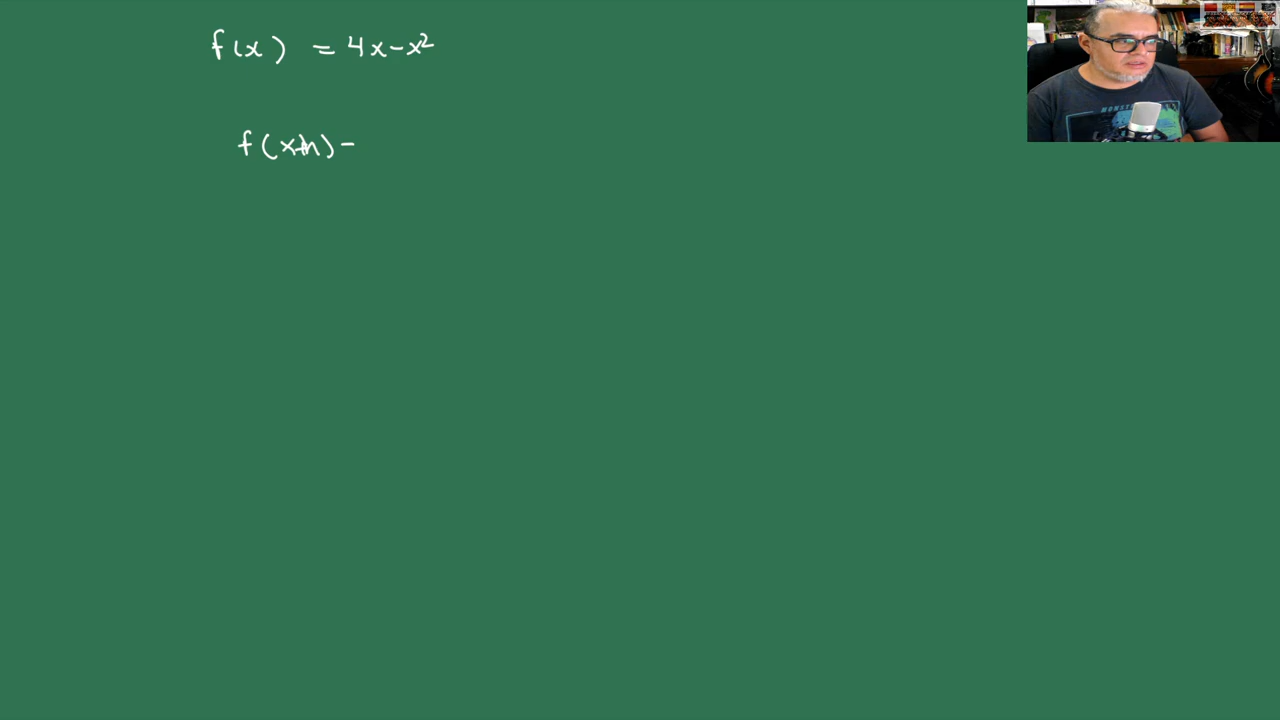 f(x) = 4x-x²
f(x+h) -